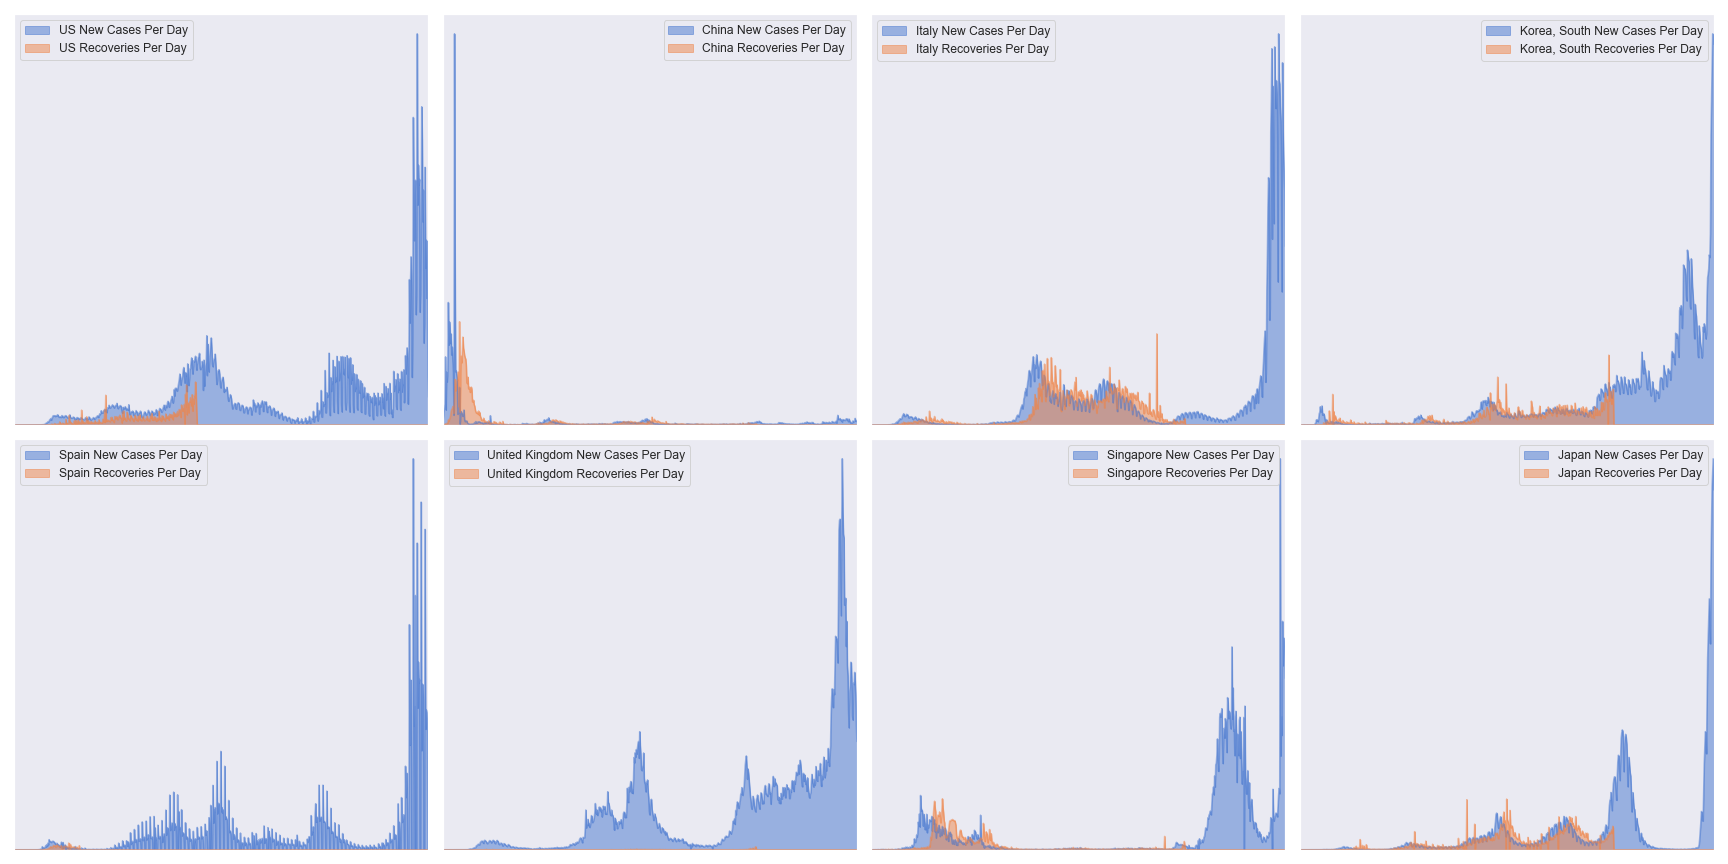 US New Cases Per Day
US Recoveries Per Day
China New Cases Per Day
China Recoveries Per Day
Italy New Cases Per Day
Italy Recoveries Per Day
Korea, South New Cases Per Day
Korea, South Recoveries Per Day
Spain New Cases Per Day
Spain Recoveries Per Day
United Kingdom New Cases Per Day
United Kingdom Recoveries Per Day
Singapore New Cases Per Day
Singapore Recoveries Per Day
Japan New Cases Per Day
Japan Recoveries Per Day